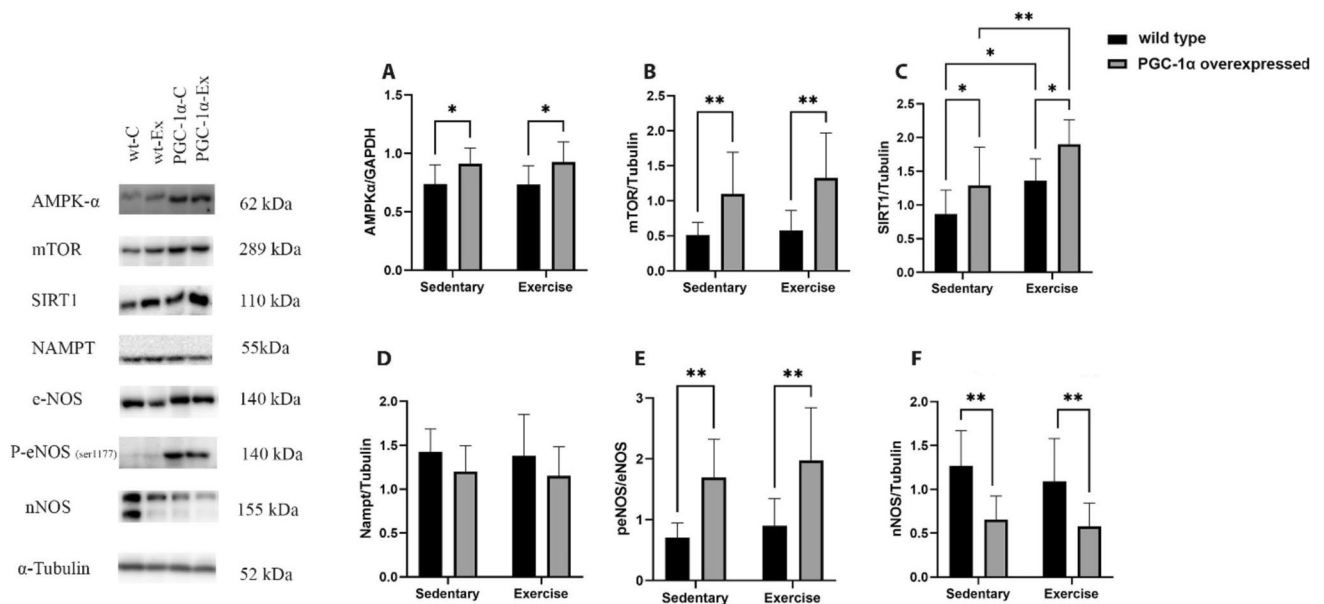 wt-C
wt-Ex
PGC-1α-C
PGC-1α-Ex
AMPK-α 62 kDa
mTOR 289 kDa
SIRT1 110 kDa
NAMPT 55kDa
e-NOS 140 kDa
P-eNOS (ser1177) 140 kDa
nNOS 155 kDa
α-Tubulin 52 kDa
wild type
PGC-1α overexpressed
A
AMPKα/GAPDH
1.5
1.0
0.5
0.0
* *
Sedentary Exercise
B
mTOR/Tubulin
2.5
2.0
1.5
1.0
0.5
0.0
** **
Sedentary Exercise
C
SIRT1/Tubulin
2.5
2.0
1.5
1.0
0.5
0.0
**
*
* *
Sedentary Exercise
D
Nampt/Tubulin
2.0
1.5
1.0
0.5
0.0
Sedentary Exercise
E
peNOS/eNOS
3
2
1
0
** **
Sedentary Exercise
F
nNOS/Tubulin
2.0
1.5
1.0
0.5
0.0
** **
Sedentary Exercise